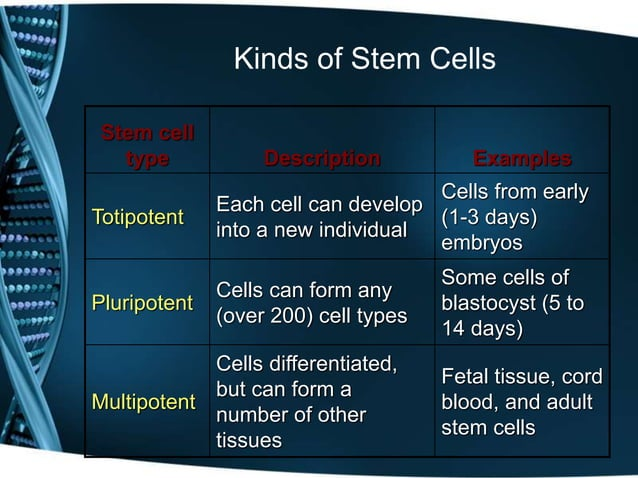 Kinds of Stem Cells
Stem cell
type
Description
Examples
Totipotent
Each cell can develop
into a new individual
Cells from early
(1-3 days)
embryos
Pluripotent
Cells can form any
(over 200) cell types
Some cells of
blastocyst (5 to
14 days)
Multipotent
Cells differentiated,
but can form a
number of other
tissues
Fetal tissue, cord
blood, and adult
stem cells